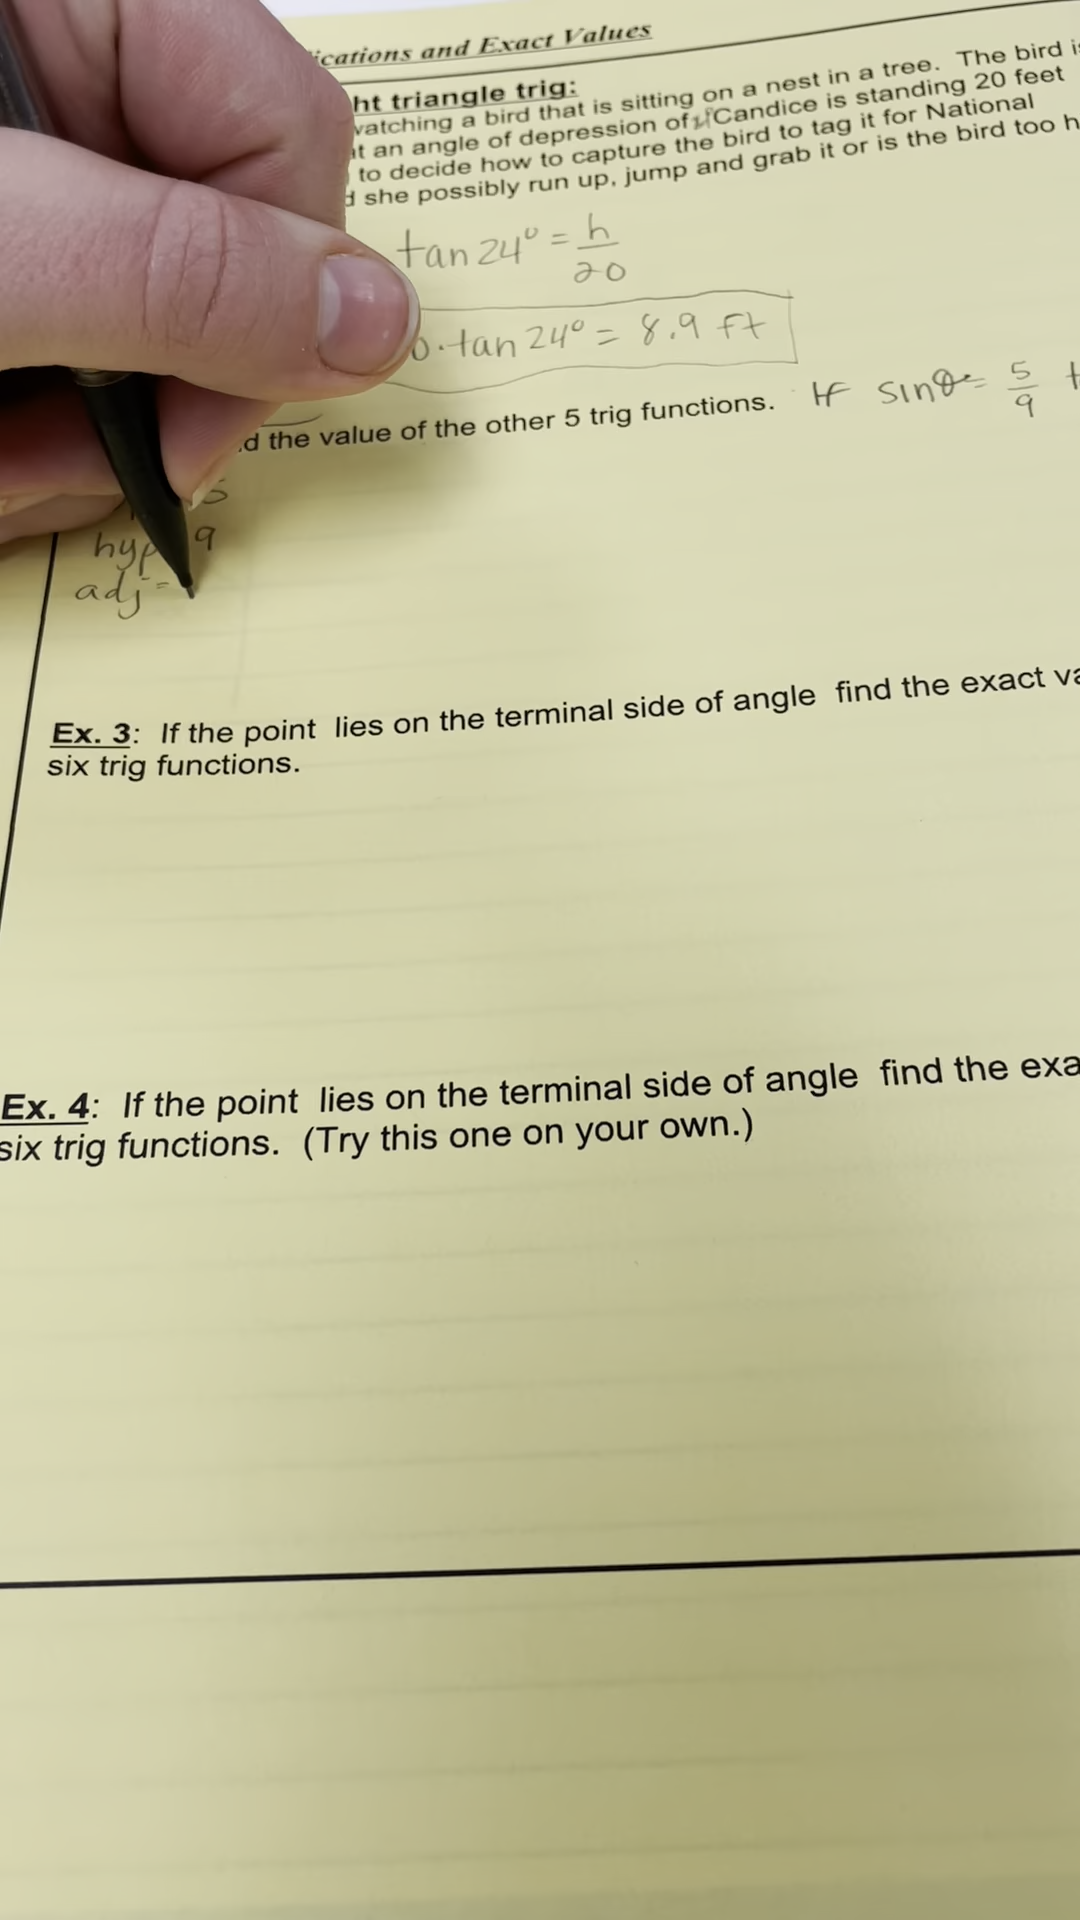 and Exact Values
triangle trig:
watching a bird that is sitting on a nest in a tree. The bird
an angle of depression of Candice is standing 20 feet
to decide how to capture the bird to tag it for National
she possibly run up, jump and grab it or is the bird too
tan 24° = h/20
tan 24° = 8.9 ft
the value of the other 5 trig functions. If sinθ = 5/9
5
hyp 9
adj =
Ex. 3: If the point lies on the terminal side of angle find the exact
six trig functions.
Ex. 4: If the point lies on the terminal side of angle find the
six trig functions. (Try this one on your own.)